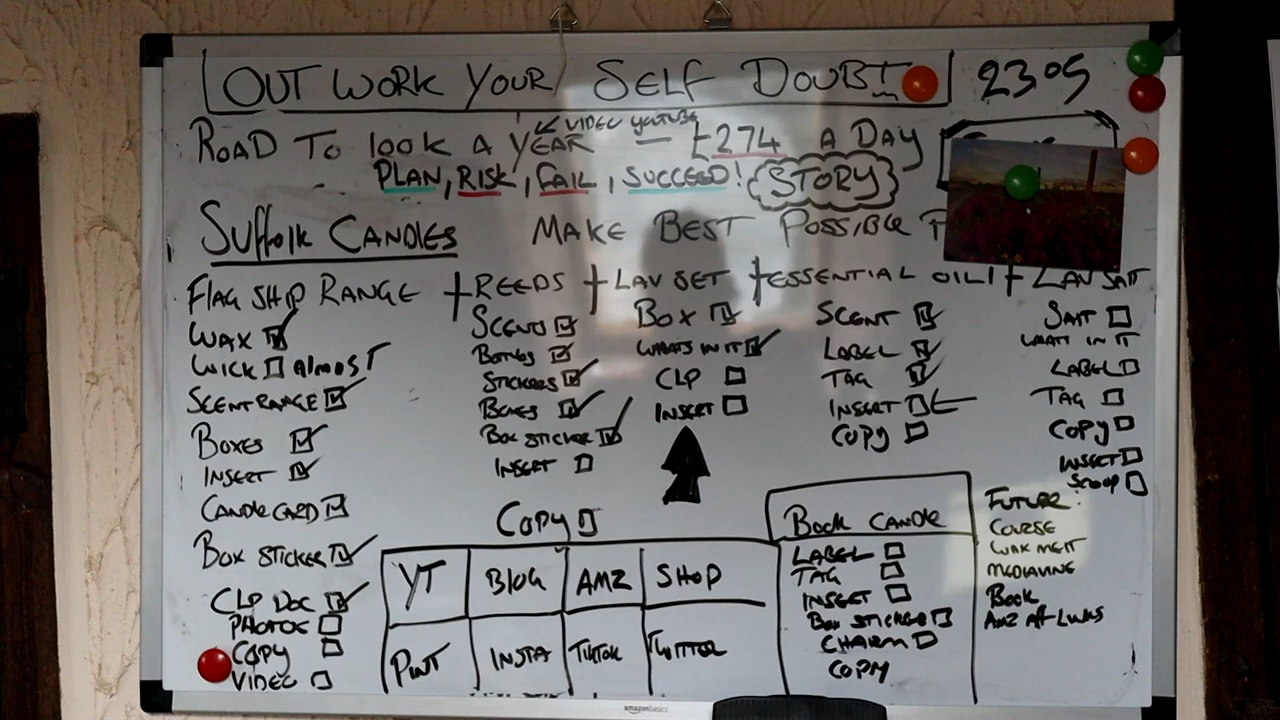 OUT WORK YOUR SELF DOUBT 23.05
VIDEO YOUTUBE
ROAD TO 100K A YEAR — £274 A DAY
PLAN, RISK, FAIL, SUCCEED! STORY
SUFFOLK CANDLES MAKE BEST POSSIBLE
FLAG SHIP RANGE + REEDS + LAV SET + ESSENTIAL OIL + LAV SALT
WAX
WICK ALMOST
SCENT RANGE
BOXES
INSERT
CANDLE CARD
BOX STICKER
CLP DOC
PHOTOS
COPY
VIDEO
SCENTS
BOTTLES
STICKERS
BOXES
BOX STICKER
INSERT
BOX
WHATS IN IT
CLP
INSERT
SCENT
LABEL
TAG
INSERT
COPY
SALT
WHATS IN IT
LABEL
TAG
COPY
INSERT
SCOOP
COPY
YT BLOG AMZ SHOP
PINT INSTA TIKTOK TWITTER
BOOK CANDLE
LABEL
TAG
INSERT
BOX STICKER
CHARM
COPY
FUTURE:
COURSE
WAX MELT
BOOK
AMZ AFF LINKS
amazonbasics